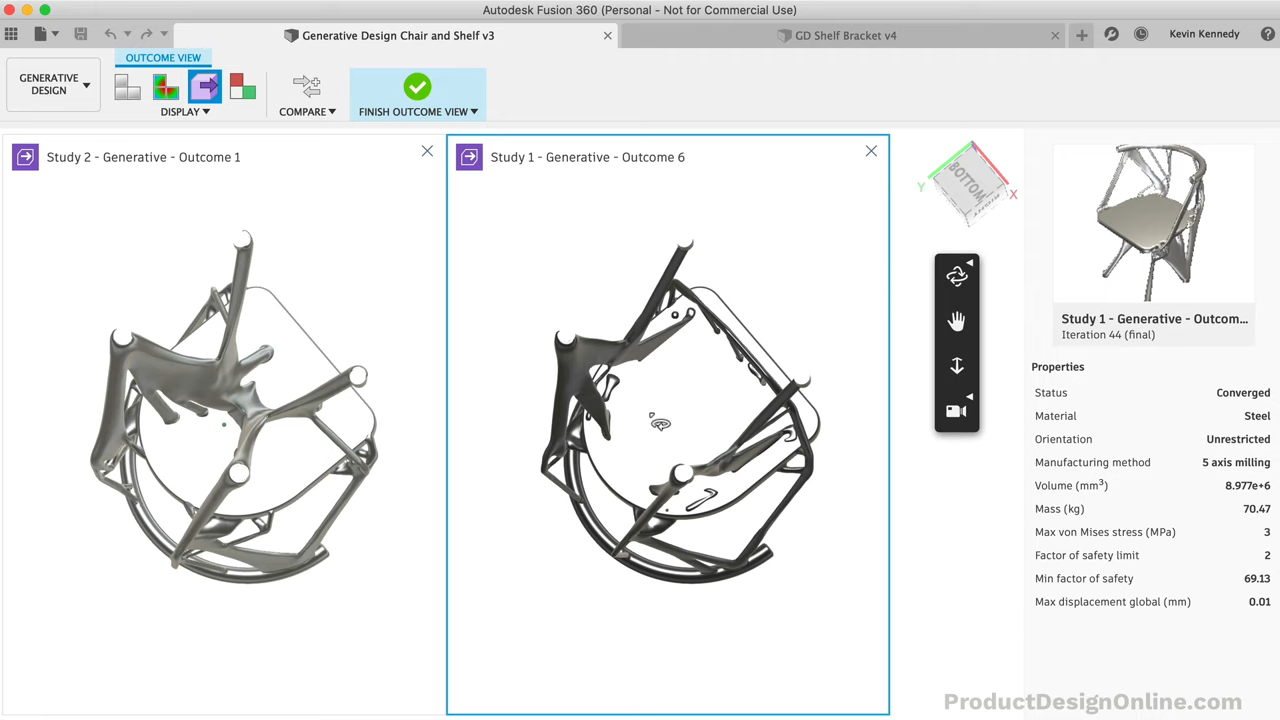 Autodesk Fusion 360 (Personal - Not for Commercial Use)
Generative Design Chair and Shelf v3
GD Shelf Bracket v4
Kevin Kennedy
OUTCOME VIEW
GENERATIVE
DESIGN
DISPLAY
COMPARE
FINISH OUTCOME VIEW
Study 2 - Generative - Outcome 1
Study 1 - Generative - Outcome 6
BOTTOM
RIGHT
Y
X
Study 1 - Generative - Outcom...
Iteration 44 (final)
Properties
Status Converged
Material Steel
Orientation Unrestricted
Manufacturing method 5 axis milling
Volume (mm³) 8.977e+6
Mass (kg) 70.47
Max von Mises stress (MPa) 3
Factor of safety limit 2
Min factor of safety 69.13
Max displacement global (mm) 0.01
ProductDesignOnline.com